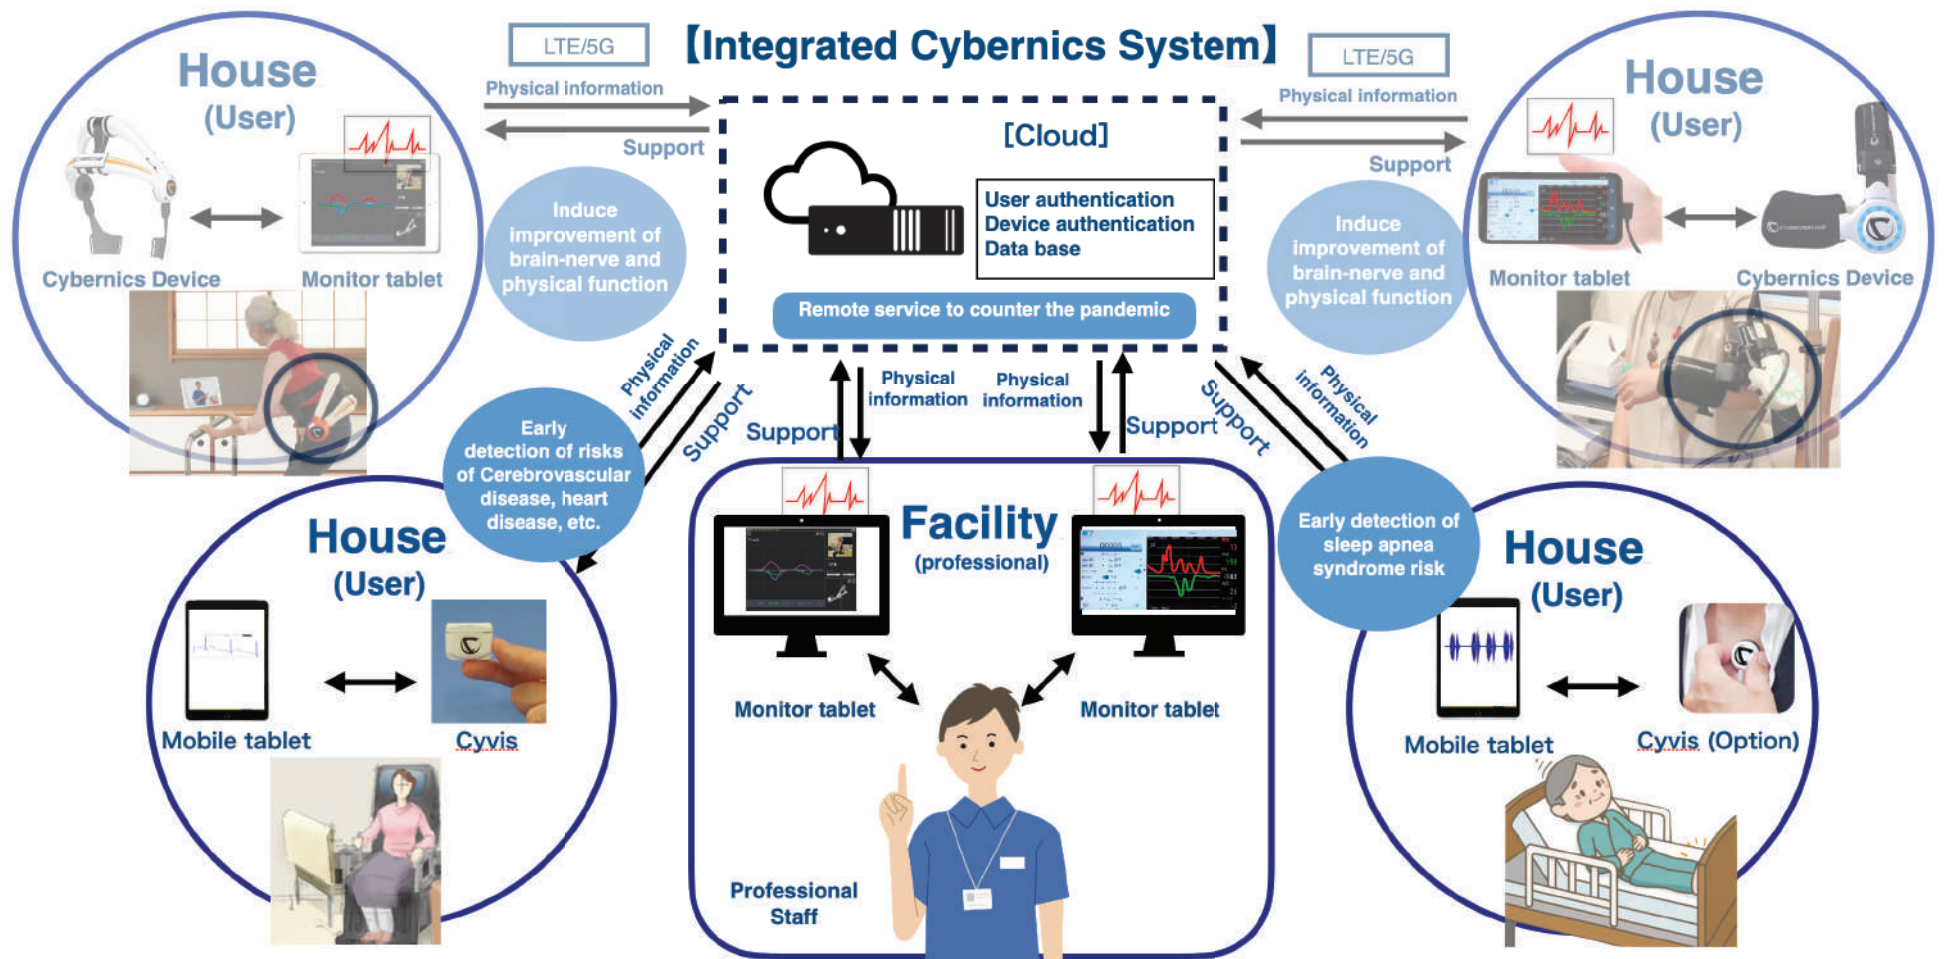 【Integrated Cybernics System】
LTE/5G
Physical information
Support
House
(User)
Cybernics Device
Monitor tablet
Induce
improvement of
brain-nerve and
physical function
[Cloud]
User authentication
Device authentication
Data base
Remote service to counter the pandemic
LTE/5G
Physical information
Support
Induce
improvement of
brain-nerve and
physical function
House
(User)
Monitor tablet
Cybernics Device
Physical
information
Support
Early
detection of risks
of Cerebrovascular
disease, heart
disease, etc.
House
(User)
Mobile tablet
Cyvis
Support
Physical
information
Physical
information
Support
Facility
(professional)
Monitor tablet
Monitor tablet
Professional
Staff
Support
Physical
information
Early detection of
sleep apnea
syndrome risk
House
(User)
Mobile tablet
Cyvis (Option)